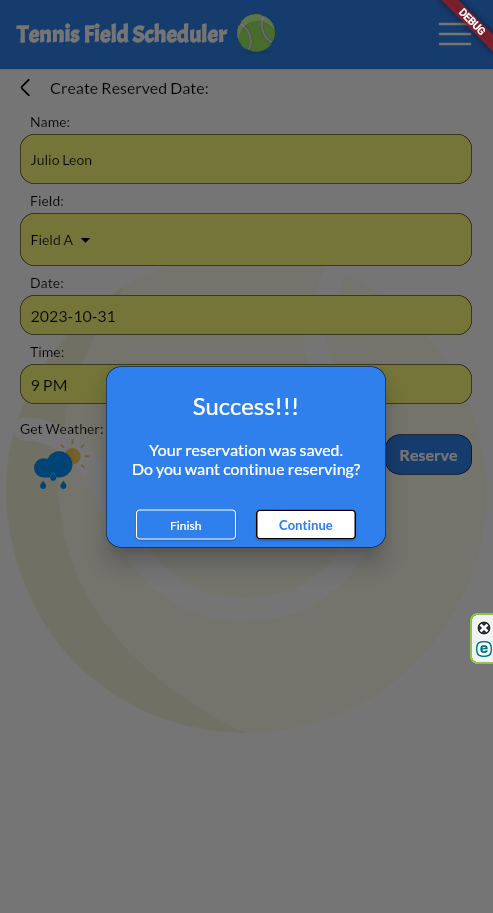 Tennis Field Scheduler
DEBUG
Create Reserved Date:
Name:
Julio Leon
Field:
Field A
Date:
2023-10-31
Time:
9 PM
Get Weather:
Reserve
Success!!!
Your reservation was saved.
Do you want continue reserving?
Finish
Continue
e